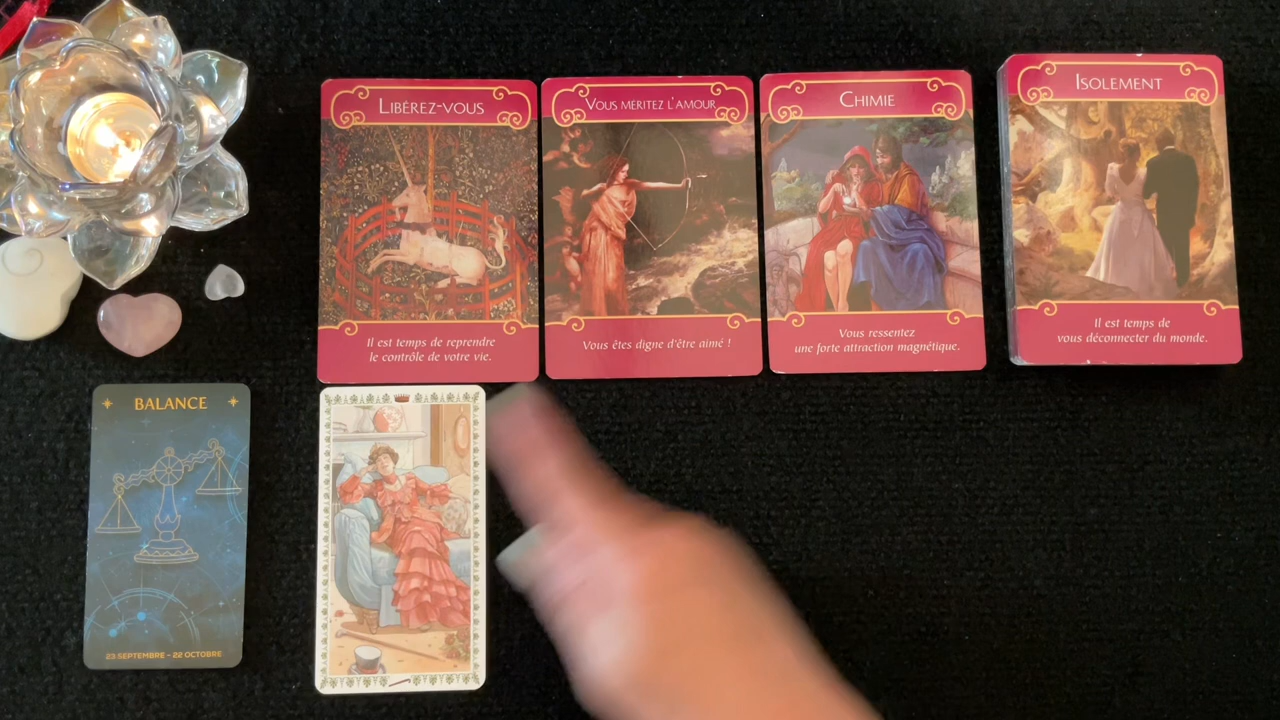 LIBÉREZ-VOUS
Il est temps de reprendre
le contrôle de votre vie.
VOUS MERITEZ L'AMOUR
Vous êtes digne d'être aimé !
CHIMIE
Vous ressentez
une forte attraction magnétique.
ISOLEMENT
Il est temps de
vous déconnecter du monde.
BALANCE
23 SEPTEMBRE - 22 OCTOBRE